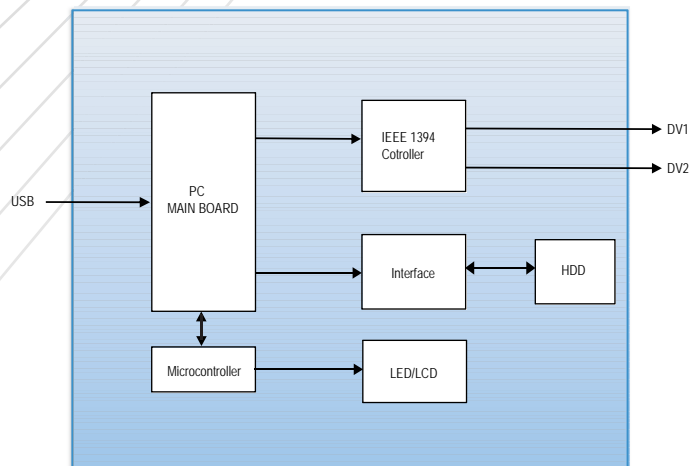 IEEE 1394
Cotroller
DV1
DV2
USB
PC
MAIN BOARD
Interface
HDD
Microcontroller
LED/LCD